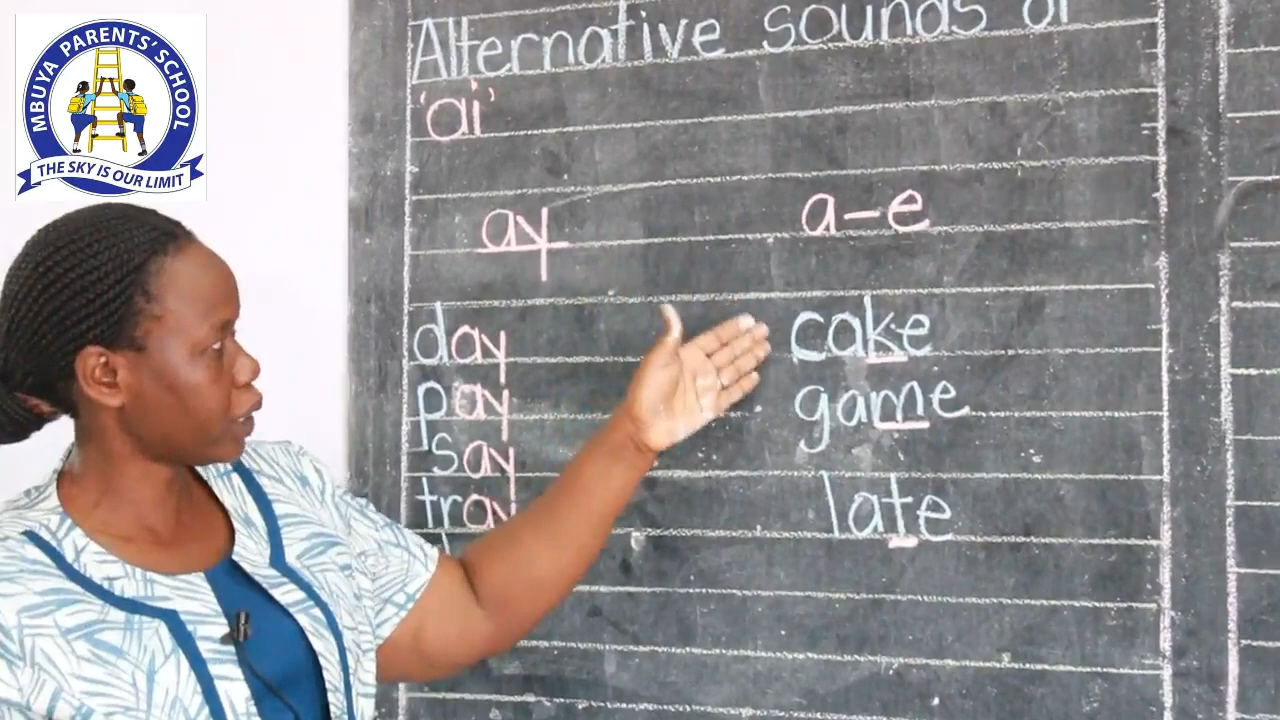 MBUYA PARENTS' SCHOOL
THE SKY IS OUR LIMIT
Alternative sounds of
'ai'
ay a-e
day cake
pay game
say
tray late